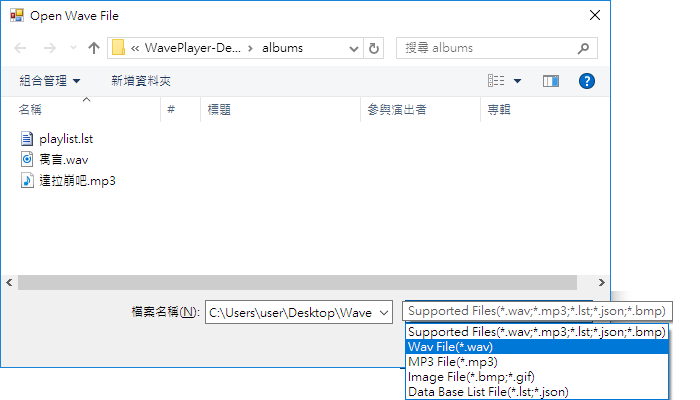 Open Wave File
« WavePlayer-De... › albums
搜尋 albums
組合管理
新增資料夾
名稱
#
標題
參與演出者
專輯
playlist.lst
寓言.wav
達拉崩吧.mp3
檔案名稱(N):
C:\Users\user\Desktop\Wave
Supported Files(*.wav;*.mp3;*.lst;*.json;*.bmp)
Supported Files(*.wav;*.mp3;*.lst;*.json;*.bmp)
Wav File(*.wav)
MP3 File(*.mp3)
Image File(*.bmp;*.gif)
Data Base List File(*.lst;*.json)